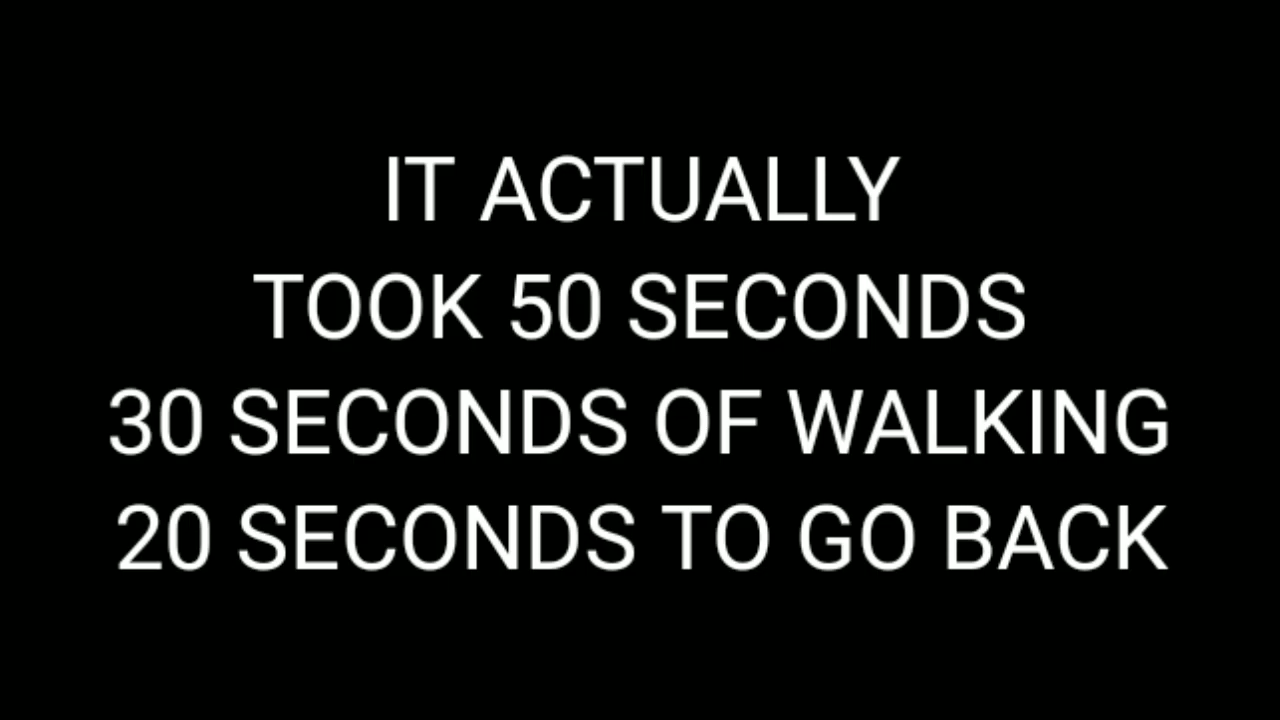 IT ACTUALLY
TOOK 50 SECONDS
30 SECONDS OF WALKING
20 SECONDS TO GO BACK